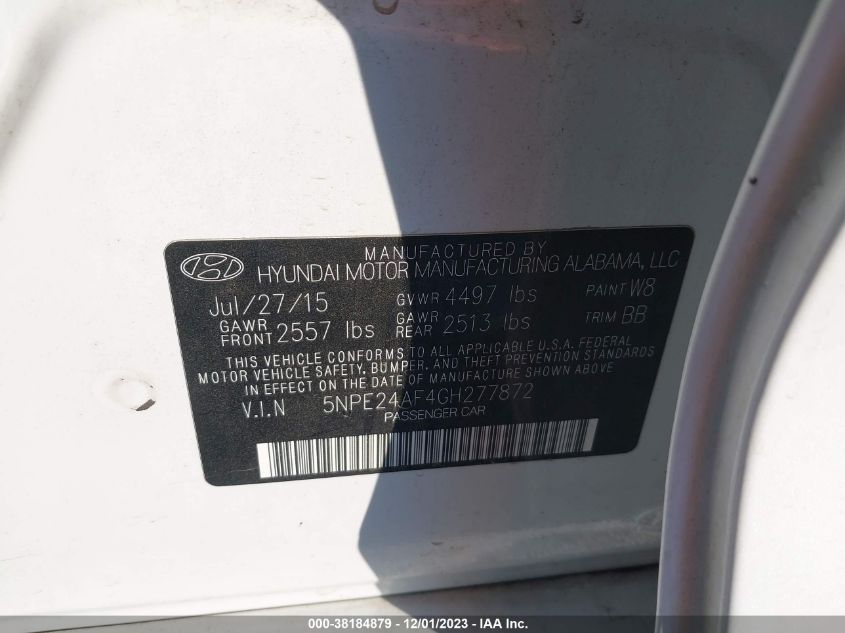 MANUFACTURED BY
HYUNDAI MOTOR MANUFACTURING ALABAMA, LLC
Jul/27/15 GVWR 4497 lbs PAINT W8
GAWR FRONT 2557 lbs GAWR REAR 2513 lbs TRIM BB
THIS VEHICLE CONFORMS TO ALL APPLICABLE U.S.A. FEDERAL
MOTOR VEHICLE SAFETY, BUMPER, AND THEFT PREVENTION STANDARDS
IN EFFECT ON THE DATE OF MANUFACTURE SHOWN ABOVE.
V.I.N 5NPE24AF4GH277872
PASSENGER CAR
000-38184879 - 12/01/2023 - IAA Inc.